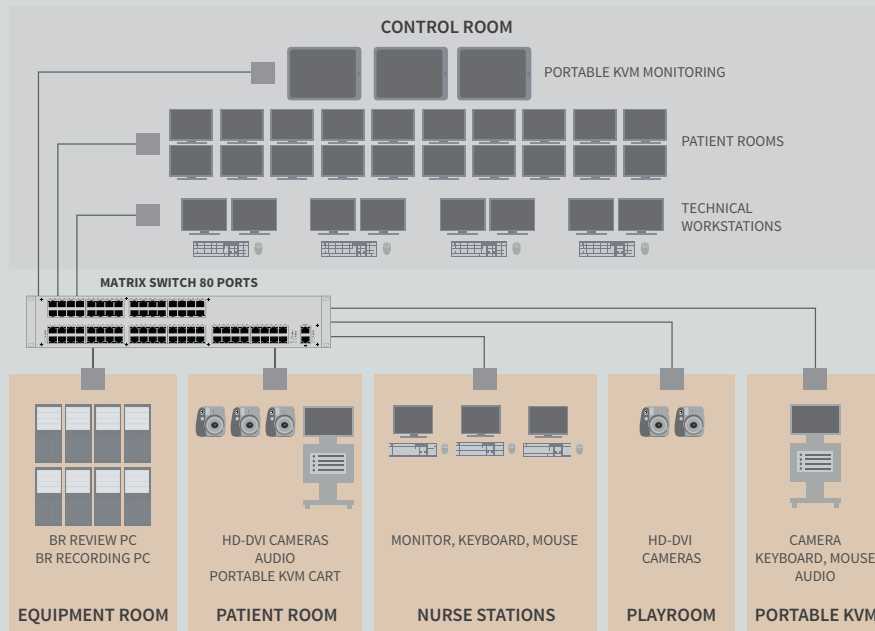 CONTROL ROOM
PORTABLE KVM MONITORING
PATIENT ROOMS
TECHNICAL
WORKSTATIONS
MATRIX SWITCH 80 PORTS
BR REVIEW PC
BR RECORDING PC
EQUIPMENT ROOM
HD-DVI CAMERAS
AUDIO
PORTABLE KVM CART
PATIENT ROOM
MONITOR, KEYBOARD, MOUSE
NURSE STATIONS
HD-DVI
CAMERAS
PLAYROOM
CAMERA
KEYBOARD, MOUSE
AUDIO
PORTABLE KVM